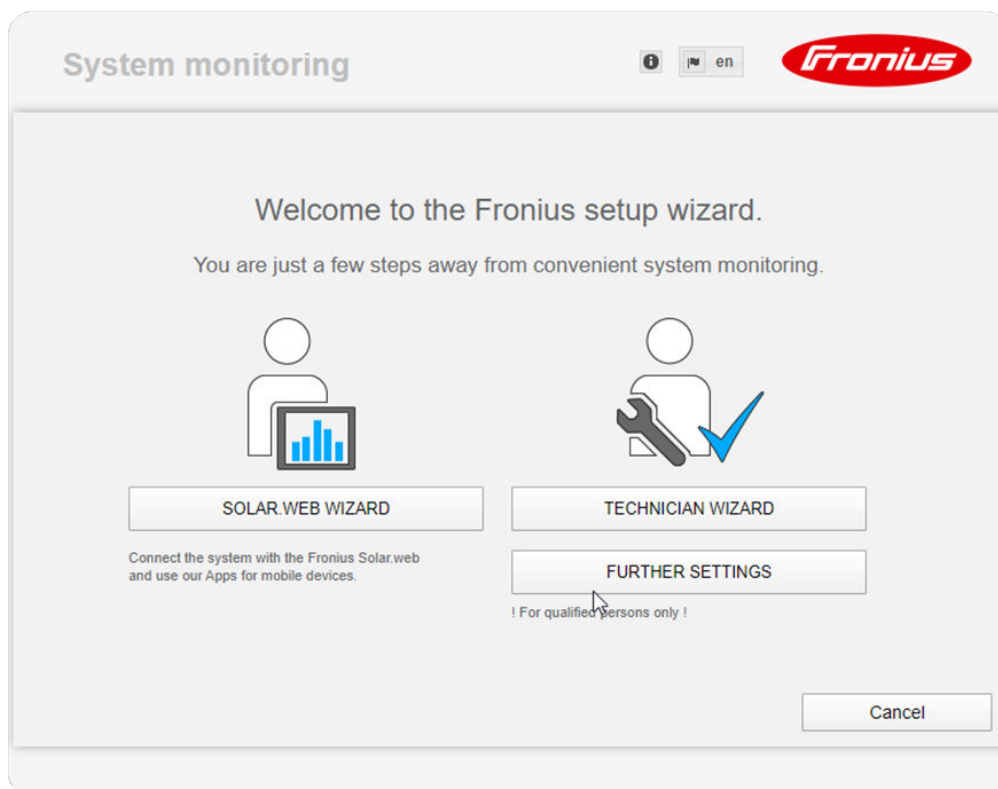 System monitoring
en
Fronius
Welcome to the Fronius setup wizard.
You are just a few steps away from convenient system monitoring.
SOLAR.WEB WIZARD
Connect the system with the Fronius Solar.web
and use our Apps for mobile devices.
TECHNICIAN WIZARD
FURTHER SETTINGS
! For qualified persons only !
Cancel